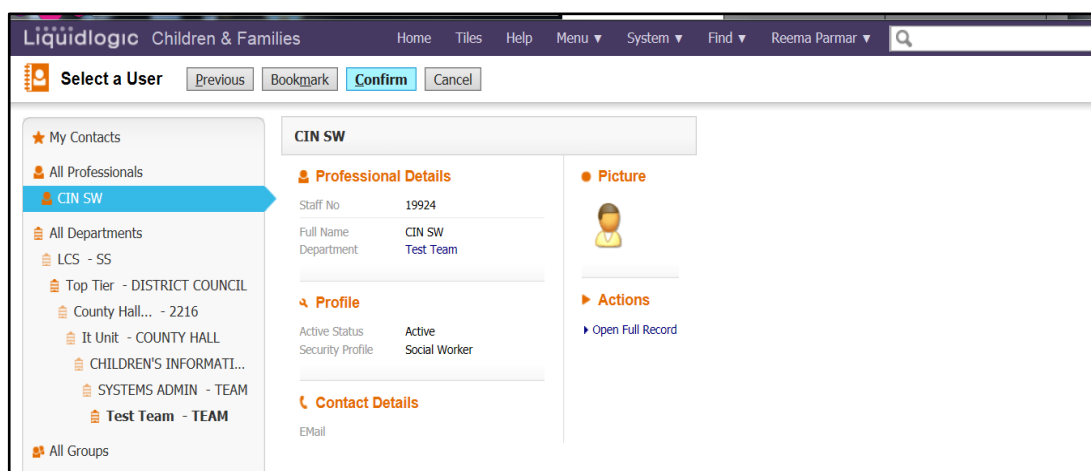 Liquidlogic Children & Families Home Tiles Help Menu ▼ System ▼ Find ▼ Reema Parmar ▼
Select a User Previous Bookmark Confirm Cancel
My Contacts
All Professionals
CIN SW
All Departments
LCS - SS
Top Tier - DISTRICT COUNCIL
County Hall... - 2216
It Unit - COUNTY HALL
CHILDREN'S INFORMATI...
SYSTEMS ADMIN - TEAM
Test Team - TEAM
All Groups
CIN SW
Professional Details
Staff No 19924
Full Name CIN SW
Department Test Team
Profile
Active Status Active
Security Profile Social Worker
Contact Details
EMail
Picture
Actions
Open Full Record